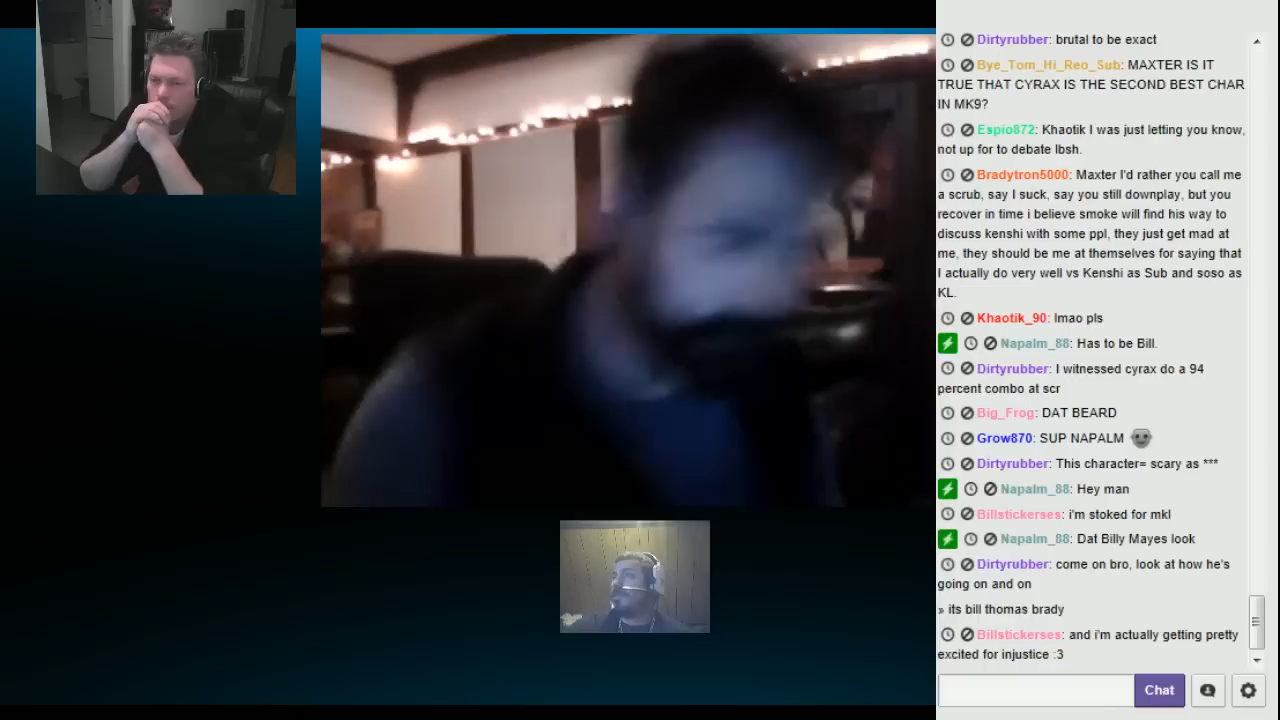 Dirtyrubber: brutal to be exact
Bye_Tom_Hi_Reo_Sub: MAXTER IS IT
TRUE THAT CYRAX IS THE SECOND BEST CHAR
IN MK9?
Espio872: Khaotik I was just letting you know,
not up for to debate lbsh.
Bradytron5000: Maxter I'd rather you call me
a scrub, say I suck, say you still downplay, but you
recover in time i believe smoke will find his way to
discuss kenshi with some ppl, they just get mad at
me, they should be me at themselves for saying that
I actually do very well vs Kenshi as Sub and soso as
KL.
Khaotik_90: lmao pls
Napalm_88: Has to be Bill.
Dirtyrubber: I witnessed cyrax do a 94
percent combo at scr
Big_Frog: DAT BEARD
Grow870: SUP NAPALM
Dirtyrubber: This character= scary as ***
Napalm_88: Hey man
Billstickerses: i'm stoked for mkl
Napalm_88: Dat Billy Mayes look
Dirtyrubber: come on bro, look at how he's
going on and on
» its bill thomas brady
Billstickerses: and i'm actually getting pretty
excited for injustice :3
Chat